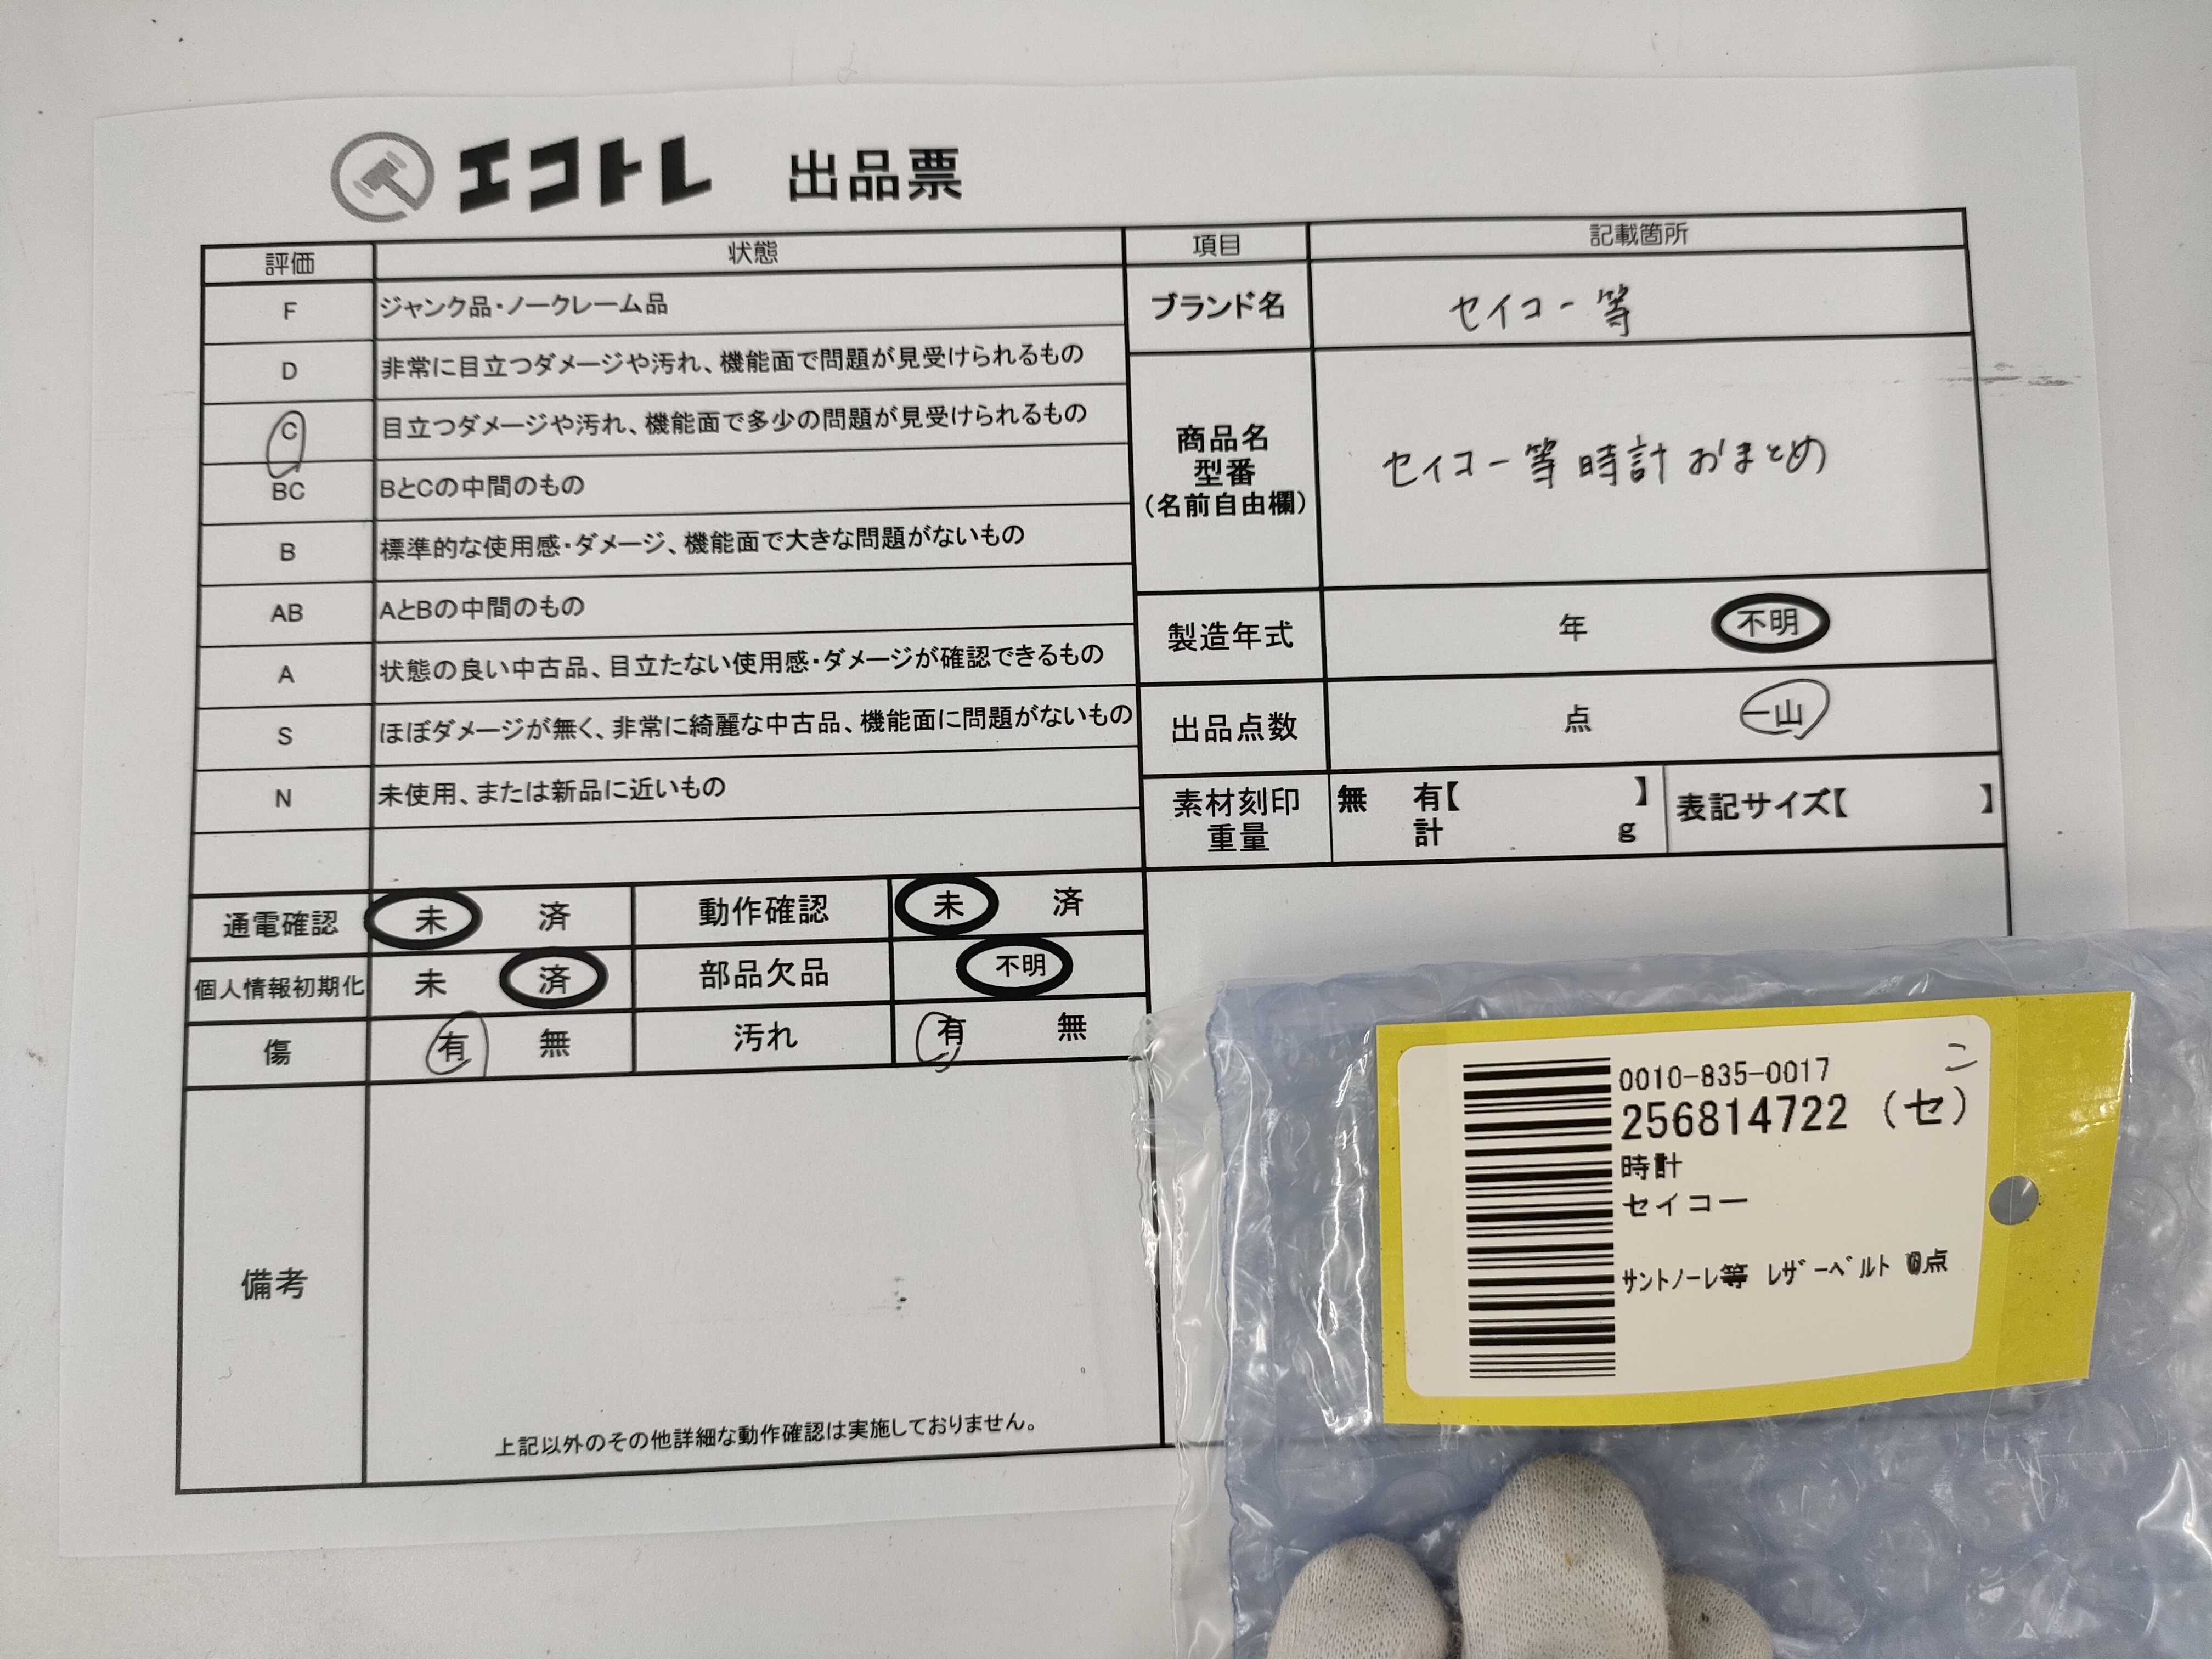 エコトレ 出品票
評価 状態 項目 記載箇所
F ジャンク品・ノークレーム品
D 非常に目立つダメージや汚れ、機能面で問題が見受けられるもの
C 目立つダメージや汚れ、機能面で多少の問題が見受けられるもの
BC BとCの中間のもの
B 標準的な使用感・ダメージ、機能面で大きな問題がないもの
AB AとBの中間のもの
A 状態の良い中古品、目立たない使用感・ダメージが確認できるもの
S ほぼダメージが無く、非常に綺麗な中古品、機能面に問題がないもの
N 未使用、または新品に近いもの
ブランド名 セイコー等
商品名
型番
(名前自由欄)
セイコー等 時計 おまとめ
製造年式 年 不明
出品点数 点 一山
素材刻印
重量
無 有【 】
計 g
表記サイズ【 】
通電確認 未 済 動作確認 未 済
個人情報初期化 未 済 部品欠品 不明
傷 有 無 汚れ 有 無
備考
上記以外のその他詳細な動作確認は実施しておりません。
0010-835-0017
256814722 (セ)
時計
セイコー
サントノーレ等 レザーベルト 点